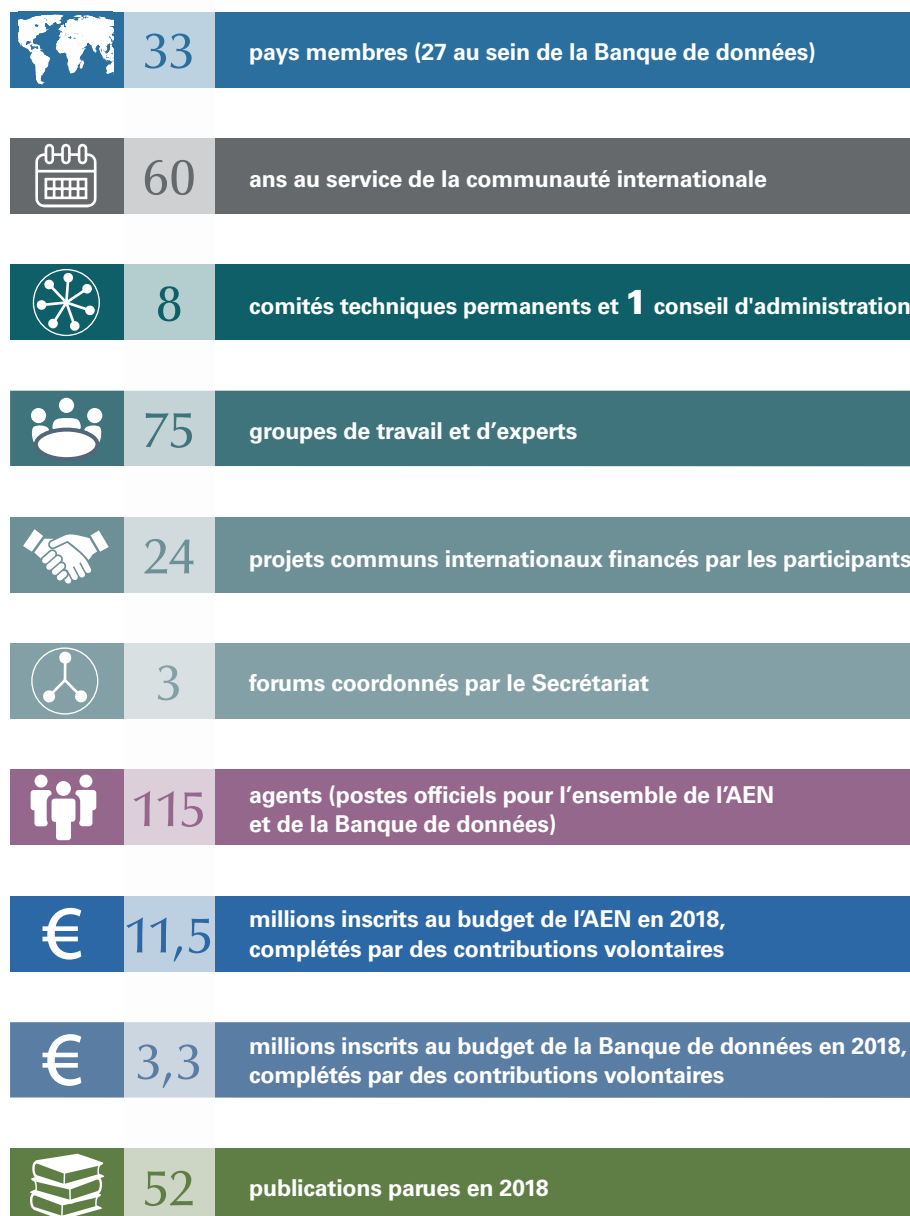 33 pays membres (27 au sein de la Banque de données)
60 ans au service de la communauté internationale
8 comités techniques permanents et 1 conseil d'administration
75 groupes de travail et d’experts
24 projets communs internationaux financés par les participants
3 forums coordonnés par le Secrétariat
115 agents (postes officiels pour l’ensemble de l’AEN
et de la Banque de données)
€ 11,5 millions inscrits au budget de l’AEN en 2018,
complétés par des contributions volontaires
€ 3,3 millions inscrits au budget de la Banque de données en 2018,
complétés par des contributions volontaires
52 publications parues en 2018